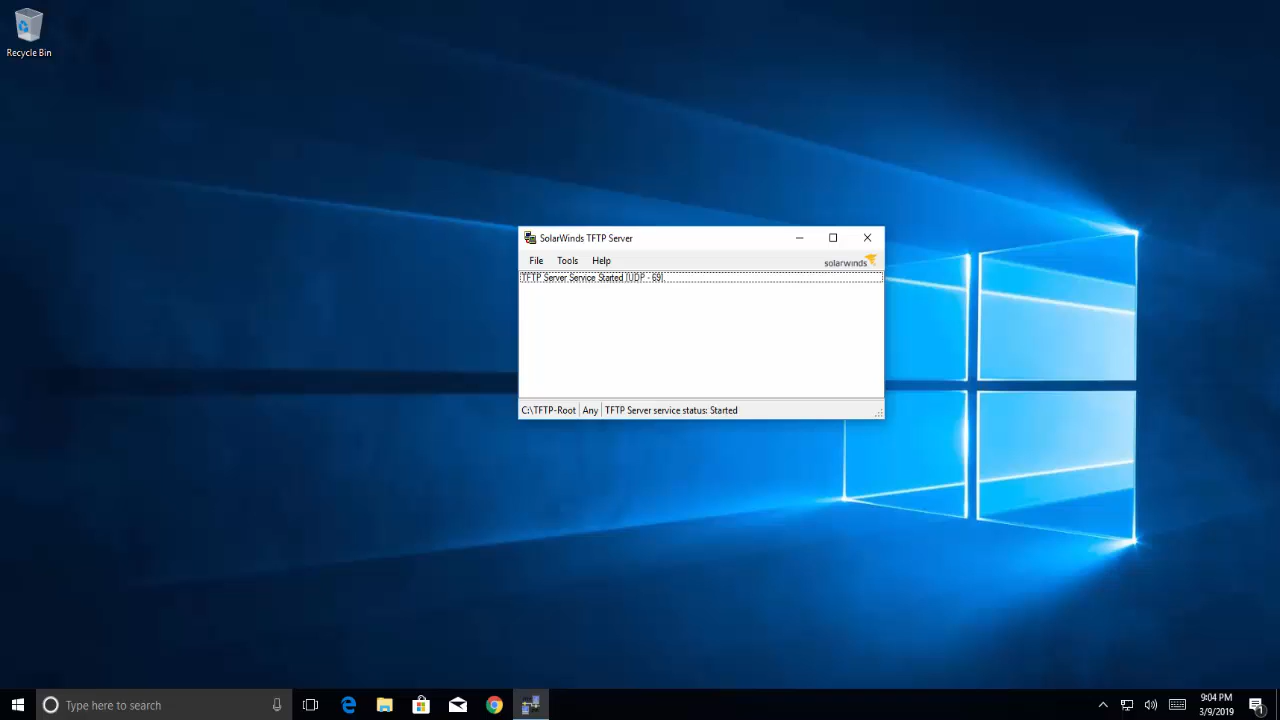 Recycle Bin
SolarWinds TFTP Server
File Tools Help
solarwinds
TFTP Server Service Started (UDP - 69).
C:\TFTP-Root Any TFTP Server service status: Started
Type here to search
9:04 PM
3/9/2019
1